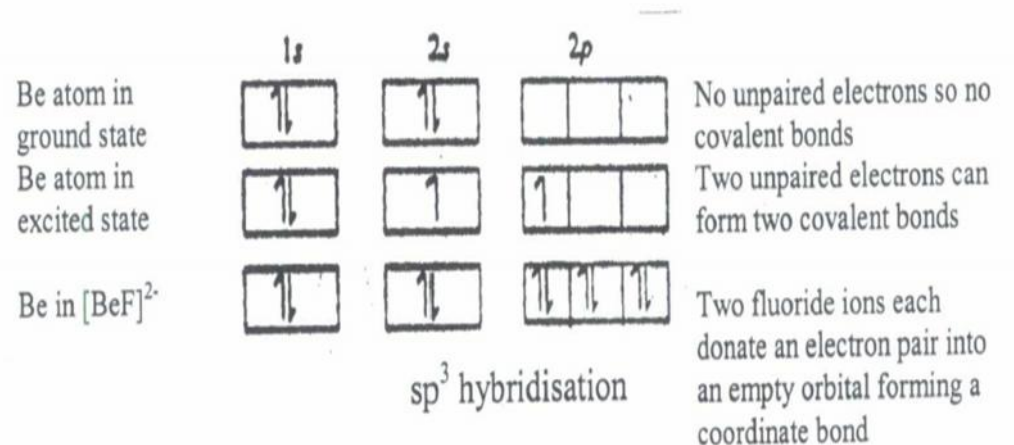 1s 2s 2p
Be atom in
ground state
No unpaired electrons so no
covalent bonds
Be atom in
excited state
Two unpaired electrons can
form two covalent bonds
Be in [BeF]²⁻
Two fluoride ions each
donate an electron pair into
an empty orbital forming a
coordinate bond
sp³ hybridisation